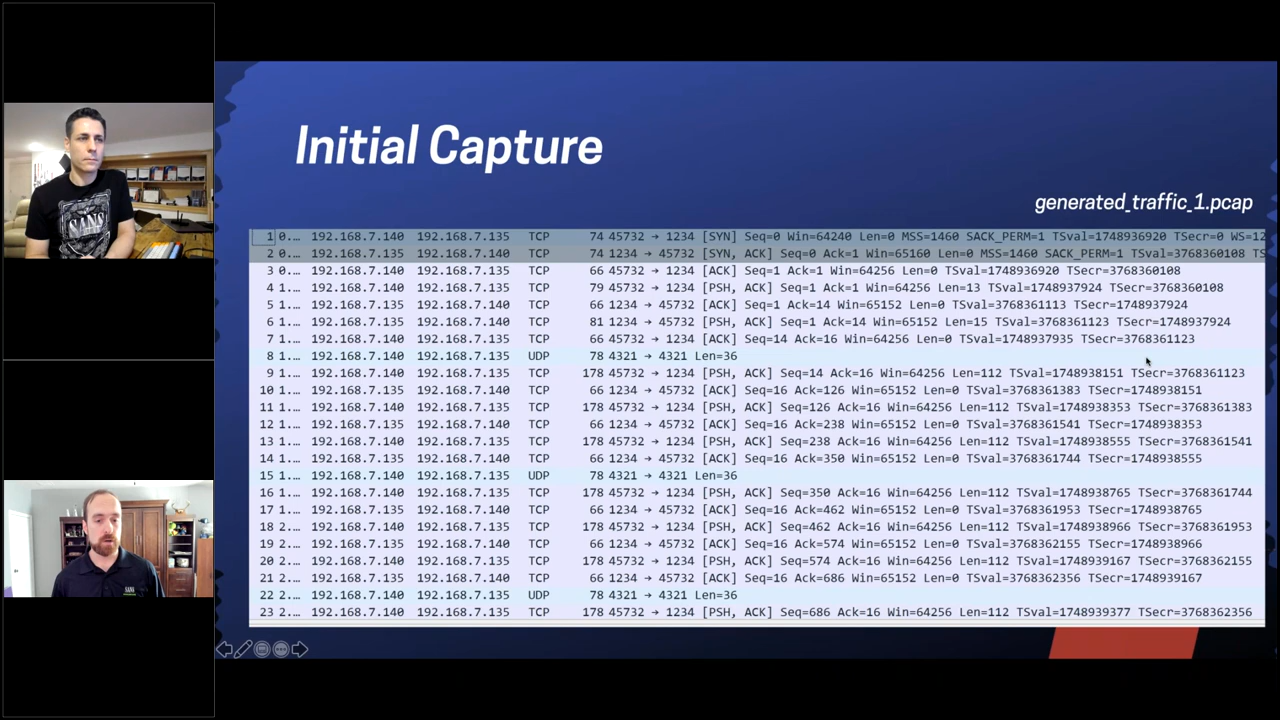 Initial Capture
generated_traffic_1.pcap
1 0... 192.168.7.140 192.168.7.135 TCP 74 45732 → 1234 [SYN] Seq=0 Win=64240 Len=0 MSS=1460 SACK_PERM=1 TSval=1748936920 TSecr=0 WS=12
2 0... 192.168.7.135 192.168.7.140 TCP 74 1234 → 45732 [SYN, ACK] Seq=0 Ack=1 Win=65160 Len=0 MSS=1460 SACK_PERM=1 TSval=3768360108 TS
3 0... 192.168.7.140 192.168.7.135 TCP 66 45732 → 1234 [ACK] Seq=1 Ack=1 Win=64256 Len=0 TSval=1748936920 TSecr=3768360108
4 1... 192.168.7.140 192.168.7.135 TCP 79 45732 → 1234 [PSH, ACK] Seq=1 Ack=1 Win=64256 Len=13 TSval=1748937924 TSecr=3768360108
5 1... 192.168.7.135 192.168.7.140 TCP 66 1234 → 45732 [ACK] Seq=1 Ack=14 Win=65152 Len=0 TSval=3768361113 TSecr=1748937924
6 1... 192.168.7.135 192.168.7.140 TCP 81 1234 → 45732 [PSH, ACK] Seq=1 Ack=14 Win=65152 Len=15 TSval=3768361123 TSecr=1748937924
7 1... 192.168.7.140 192.168.7.135 TCP 66 45732 → 1234 [ACK] Seq=14 Ack=16 Win=64256 Len=0 TSval=1748937935 TSecr=3768361123
8 1... 192.168.7.135 192.168.7.140 UDP 78 4321 → 4321 Len=36
9 1... 192.168.7.140 192.168.7.135 TCP 178 45732 → 1234 [PSH, ACK] Seq=14 Ack=16 Win=64256 Len=112 TSval=1748938151 TSecr=3768361123
10 1... 192.168.7.135 192.168.7.140 TCP 66 1234 → 45732 [ACK] Seq=16 Ack=126 Win=65152 Len=0 TSval=3768361383 TSecr=1748938151
11 1... 192.168.7.140 192.168.7.135 TCP 178 45732 → 1234 [PSH, ACK] Seq=126 Ack=16 Win=64256 Len=112 TSval=1748938353 TSecr=3768361383
12 1... 192.168.7.135 192.168.7.140 TCP 66 1234 → 45732 [ACK] Seq=16 Ack=238 Win=65152 Len=0 TSval=3768361541 TSecr=1748938353
13 1... 192.168.7.140 192.168.7.135 TCP 178 45732 → 1234 [PSH, ACK] Seq=238 Ack=16 Win=64256 Len=112 TSval=1748938555 TSecr=3768361541
14 1... 192.168.7.135 192.168.7.140 TCP 66 1234 → 45732 [ACK] Seq=16 Ack=350 Win=65152 Len=0 TSval=3768361744 TSecr=1748938555
15 1... 192.168.7.140 192.168.7.135 UDP 78 4321 → 4321 Len=36
16 1... 192.168.7.140 192.168.7.135 TCP 178 45732 → 1234 [PSH, ACK] Seq=350 Ack=16 Win=64256 Len=112 TSval=1748938765 TSecr=3768361744
17 1... 192.168.7.135 192.168.7.140 TCP 66 1234 → 45732 [ACK] Seq=16 Ack=462 Win=65152 Len=0 TSval=3768361953 TSecr=1748938765
18 2... 192.168.7.140 192.168.7.135 TCP 178 45732 → 1234 [PSH, ACK] Seq=462 Ack=16 Win=64256 Len=112 TSval=1748938966 TSecr=3768361953
19 2... 192.168.7.135 192.168.7.140 TCP 66 1234 → 45732 [ACK] Seq=16 Ack=574 Win=65152 Len=0 TSval=3768362155 TSecr=1748938966
20 2... 192.168.7.140 192.168.7.135 TCP 178 45732 → 1234 [PSH, ACK] Seq=574 Ack=16 Win=64256 Len=112 TSval=1748939167 TSecr=3768362155
21 2... 192.168.7.135 192.168.7.140 TCP 66 1234 → 45732 [ACK] Seq=16 Ack=686 Win=65152 Len=0 TSval=3768362356 TSecr=1748939167
22 2... 192.168.7.140 192.168.7.135 UDP 78 4321 → 4321 Len=36
23 2... 192.168.7.140 192.168.7.135 TCP 178 45732 → 1234 [PSH, ACK] Seq=686 Ack=16 Win=64256 Len=112 TSval=1748939377 TSecr=3768362356
SANS
SANS